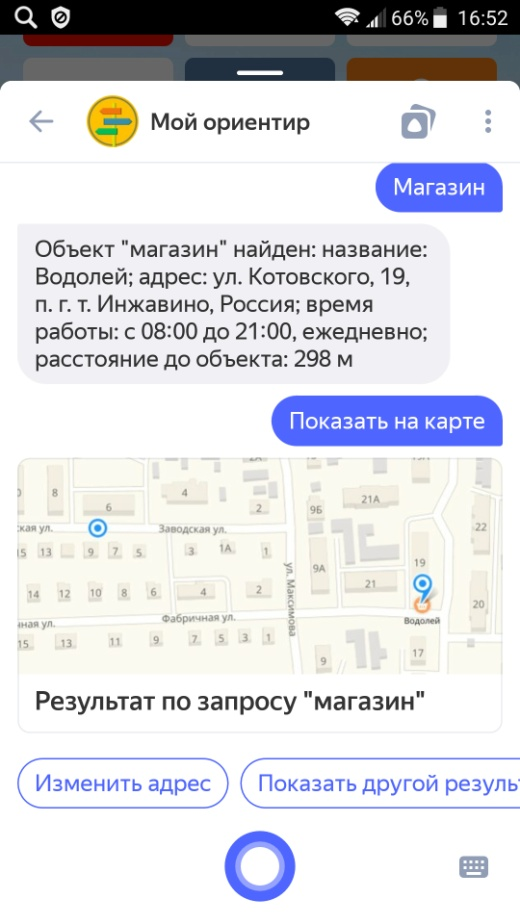 66% 16:52
Мой ориентир
Магазин
Объект "магазин" найден: название:
Водолей; адрес: ул. Котовского, 19,
п. г. т. Инжавино, Россия; время
работы: с 08:00 до 21:00, ежедневно;
расстояние до объекта: 298 м
Показать на карте
8 6 4 2 9Б 21А 22
кая ул. Заводская ул.
15 13 9 7 5 3 1А 1 9А 21 19
14 12 10 8 6 4 2 ул. Максимова 20
ная ул. Фабричная ул. Водолей
15 13 11 9 7 5 3 1 9 17
Результат по запросу "магазин"
Изменить адрес
Показать другой резуль